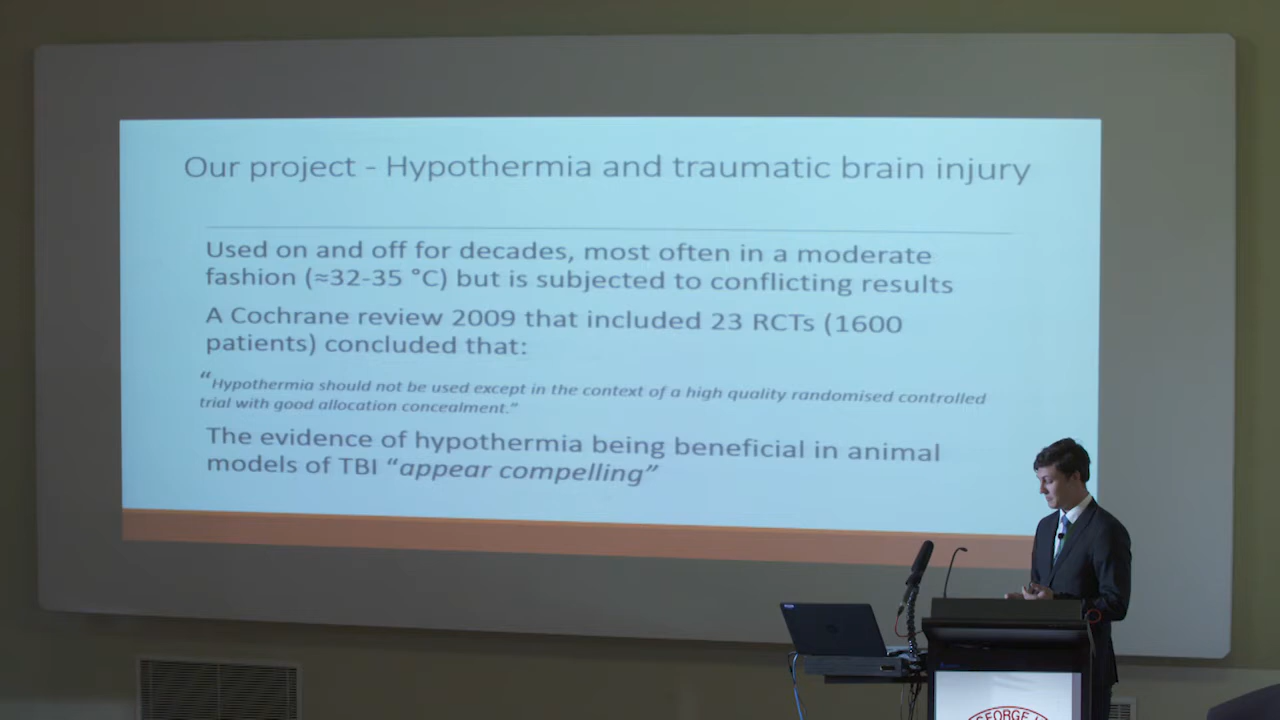 Our project - Hypothermia and traumatic brain injury
Used on and off for decades, most often in a moderate
fashion (≈32-35 °C) but is subjected to conflicting results
A Cochrane review 2009 that included 23 RCTs (1600
patients) concluded that:
“Hypothermia should not be used except in the context of a high quality randomised controlled
trial with good allocation concealment.”
The evidence of hypothermia being beneficial in animal
models of TBI “appear compelling”
GEORGE